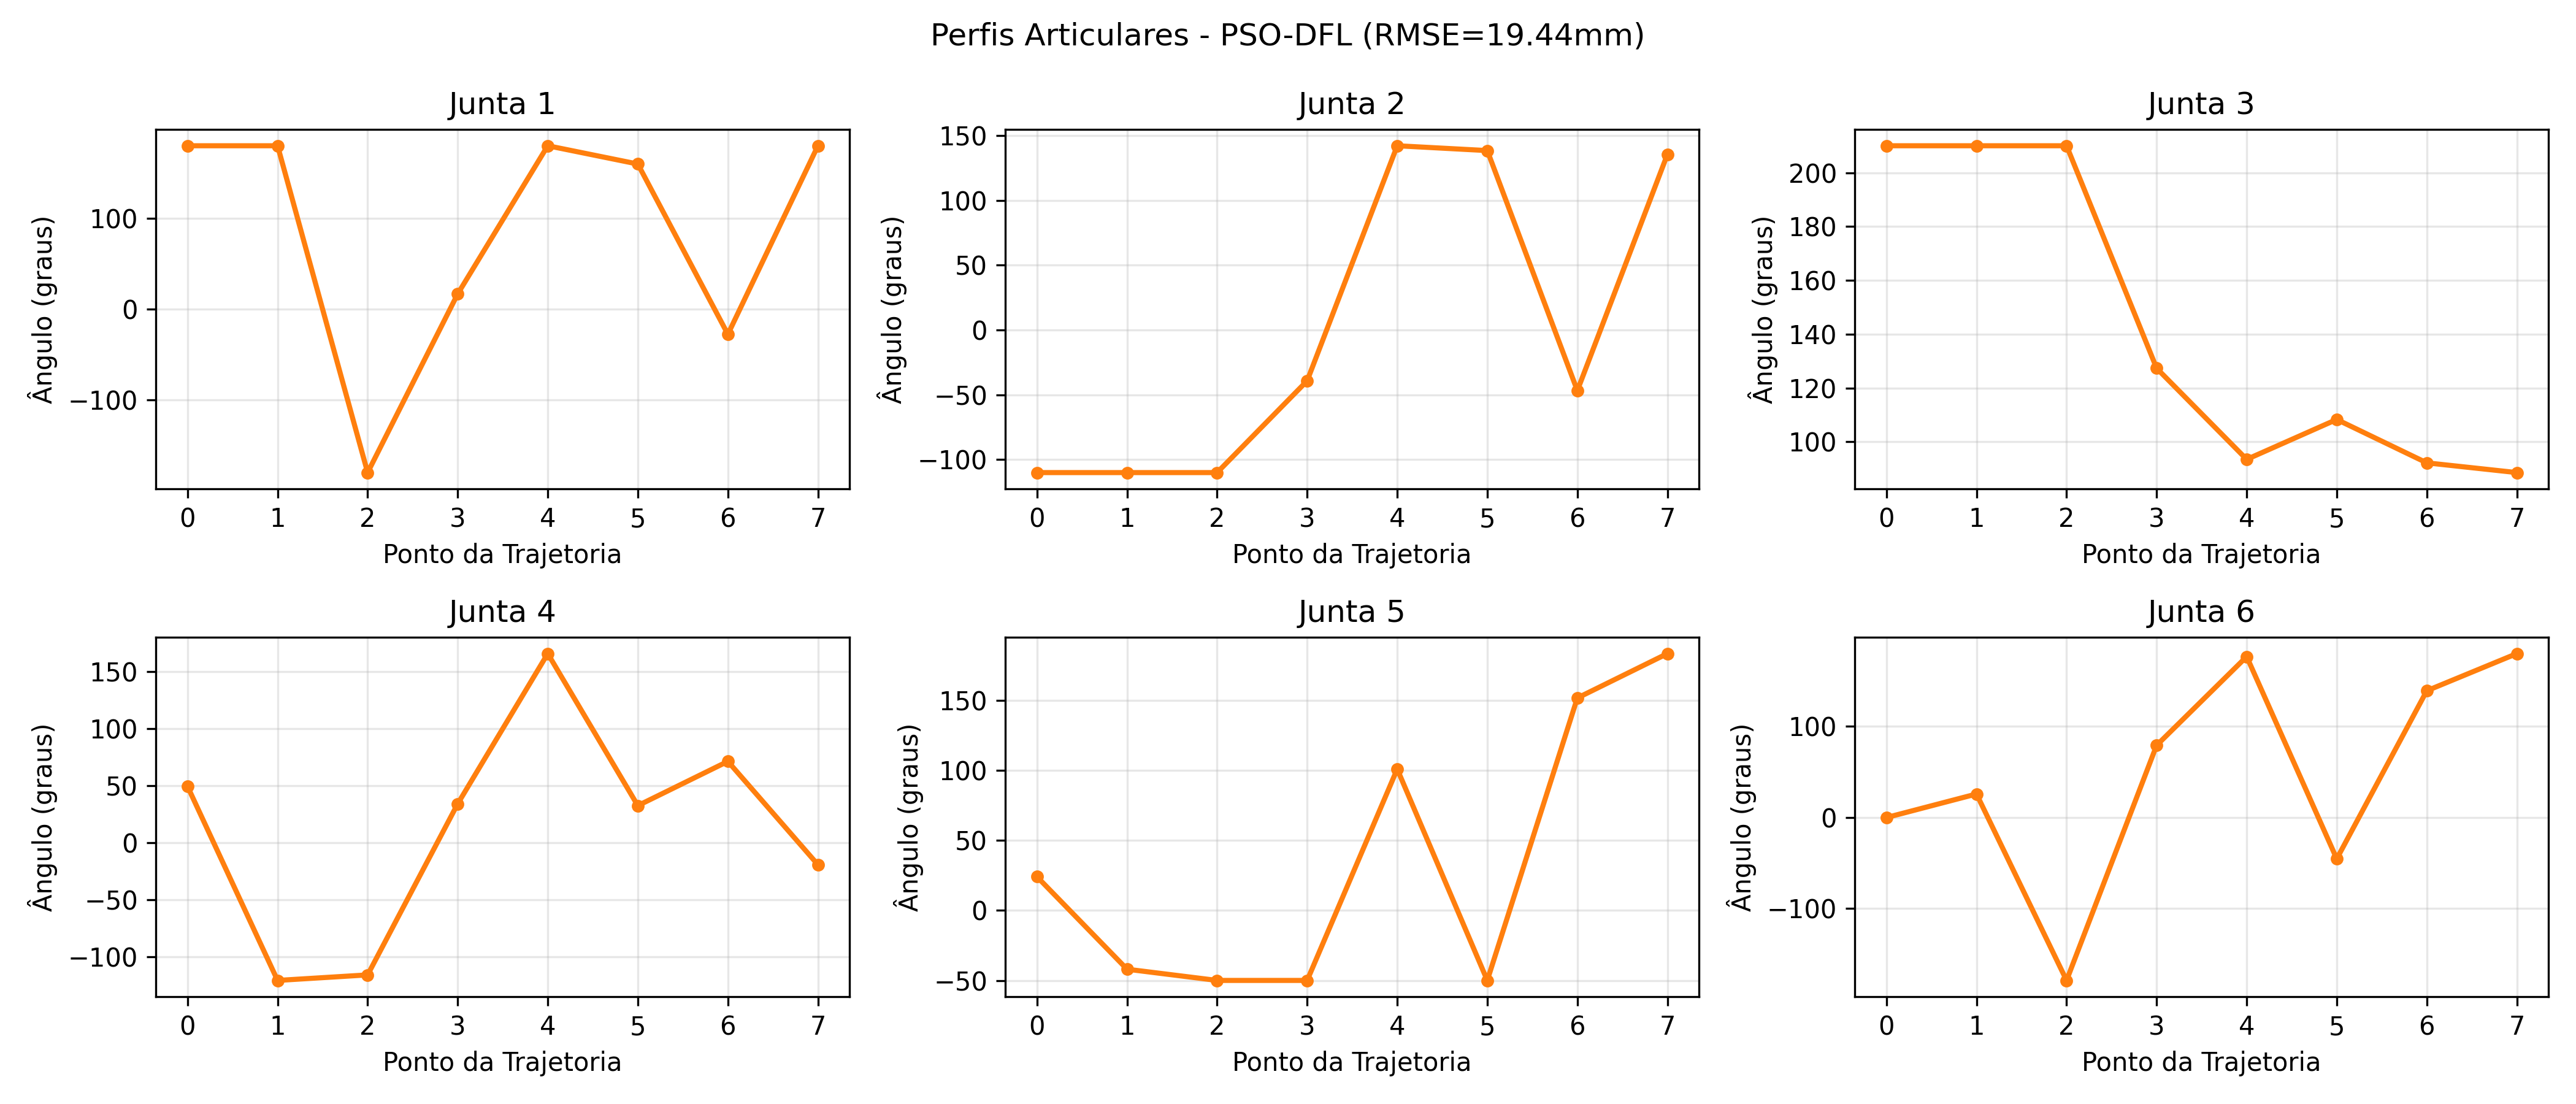 Perfis Articulares - PSO-DFL (RMSE=19.44mm)
Junta 1
Ângulo (graus)
100
0
−100
0 1 2 3 4 5 6 7
Ponto da Trajetoria
Junta 2
Ângulo (graus)
150
100
50
0
−50
−100
0 1 2 3 4 5 6 7
Ponto da Trajetoria
Junta 3
Ângulo (graus)
200
180
160
140
120
100
0 1 2 3 4 5 6 7
Ponto da Trajetoria
Junta 4
Ângulo (graus)
150
100
50
0
−50
−100
0 1 2 3 4 5 6 7
Ponto da Trajetoria
Junta 5
Ângulo (graus)
150
100
50
0
−50
0 1 2 3 4 5 6 7
Ponto da Trajetoria
Junta 6
Ângulo (graus)
100
0
−100
0 1 2 3 4 5 6 7
Ponto da Trajetoria